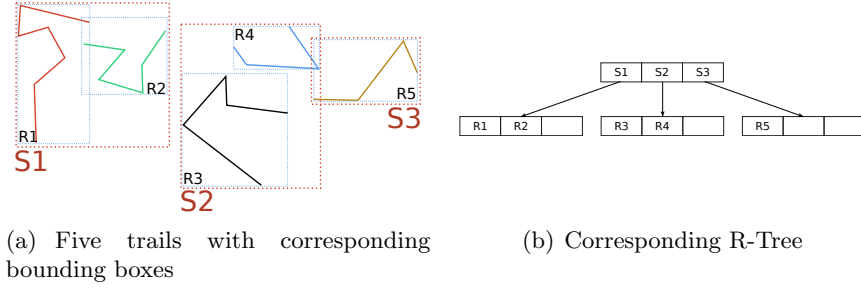 R1
S1
R2
R3
S2
R4
R5
S3
S1 S2 S3
R1 R2 R3 R4 R5
(a) Five trails with corresponding
bounding boxes
(b) Corresponding R-Tree